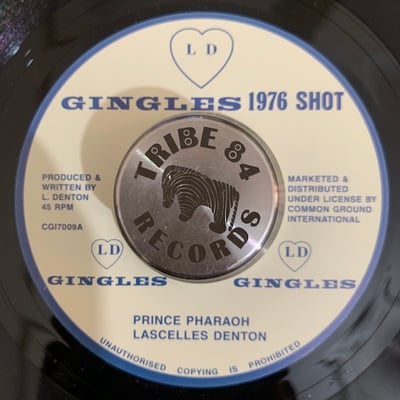 L D
GINGLES 1976 SHOT
TRIBE 84
RECORDS
PRODUCED &
WRITTEN BY
L. DENTON
45 RPM
CGI7009A
MARKETED &
DISTRIBUTED
UNDER LICENSE BY
COMMON GROUND
INTERNATIONAL
LD
GINGLES
LD
GINGLES
PRINCE PHARAOH
LASCELLES DENTON
UNAUTHORISED COPYING IS PROHIBITED